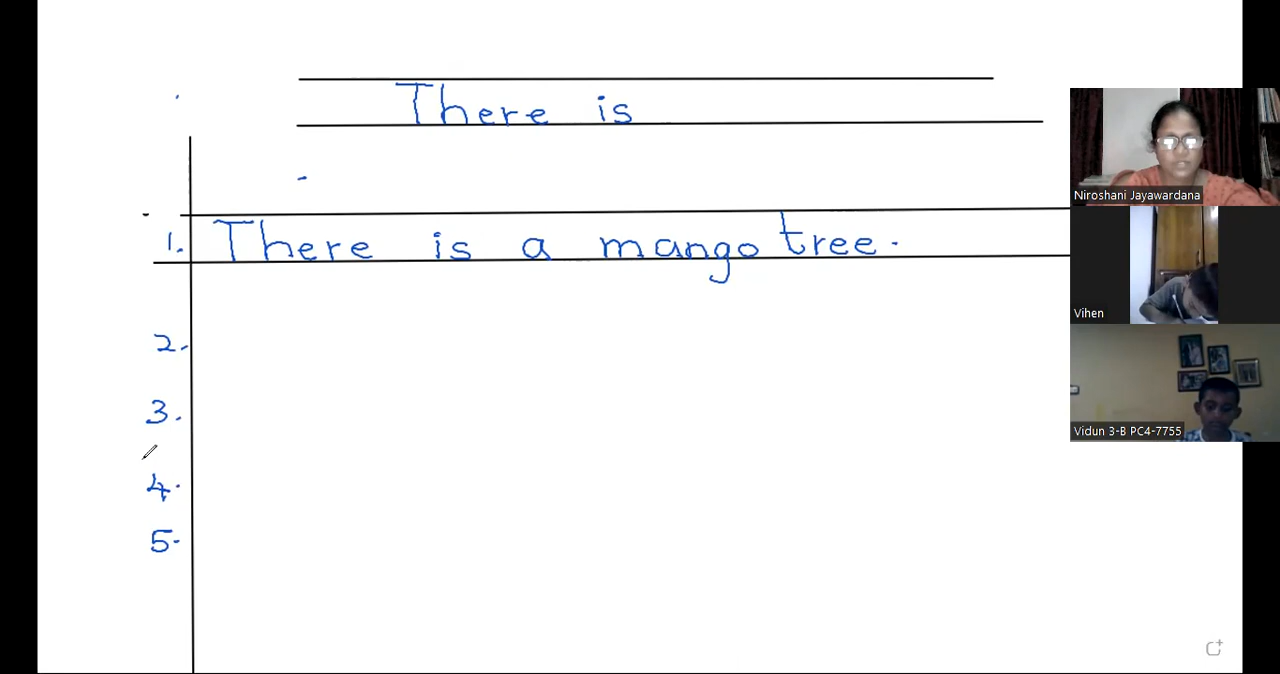 There is
1. There is a mango tree.
2.
3.
4.
5.
Niroshani Jayawardana
Vihen
Vidun 3-B PC4-7755